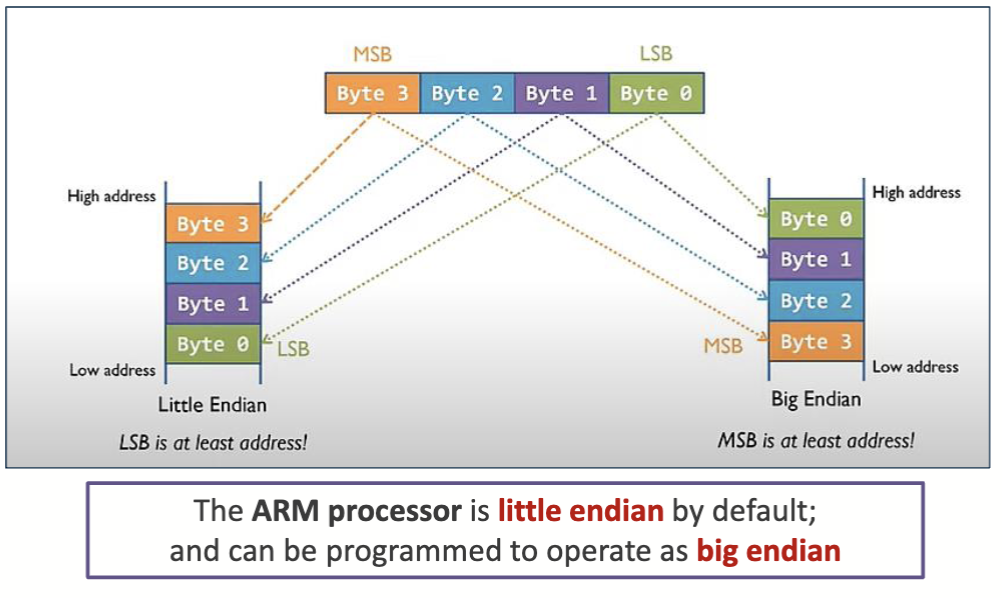 MSB
LSB
Byte 3 Byte 2 Byte 1 Byte 0
High address
Byte 3
Byte 2
Byte 1
Byte 0
LSB
Low address
Little Endian
LSB is at least address!
High address
Byte 0
Byte 1
Byte 2
Byte 3
MSB
Low address
Big Endian
MSB is at least address!
The ARM processor is little endian by default;
and can be programmed to operate as big endian